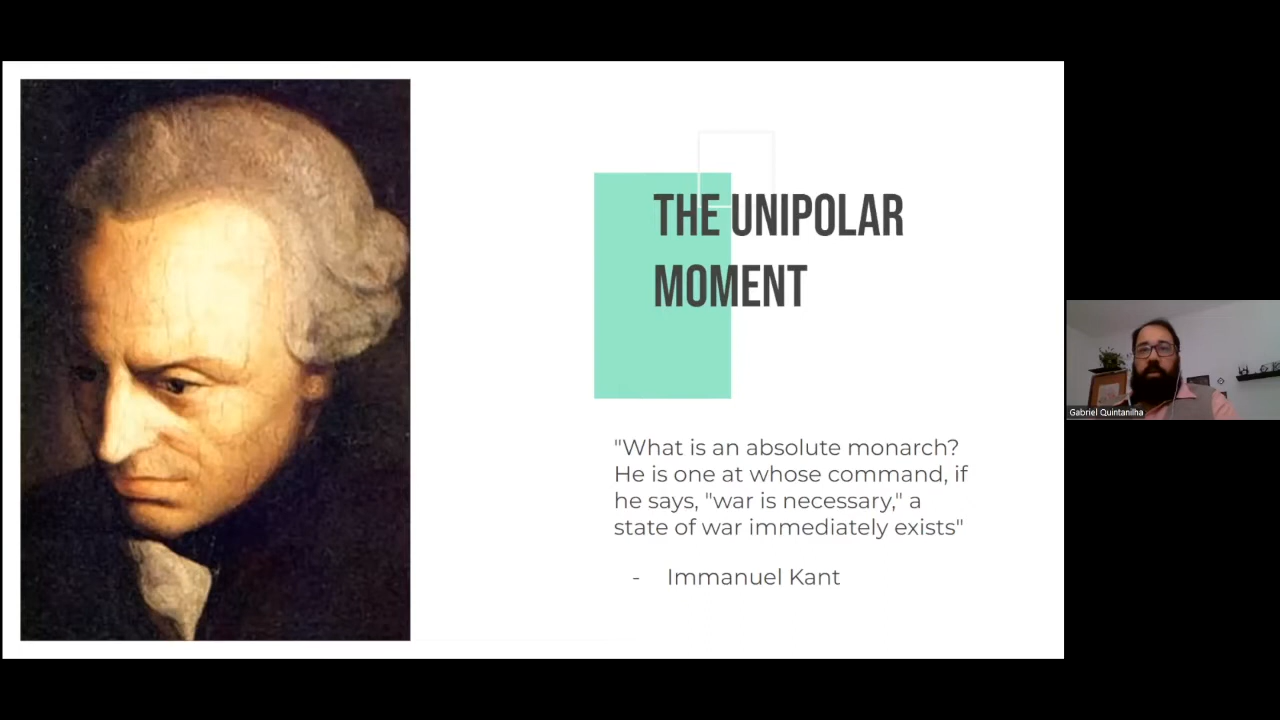 THE UNIPOLAR
MOMENT
"What is an absolute monarch?
He is one at whose command, if
he says, "war is necessary," a
state of war immediately exists"
- Immanuel Kant
Gabriel Quintanilha